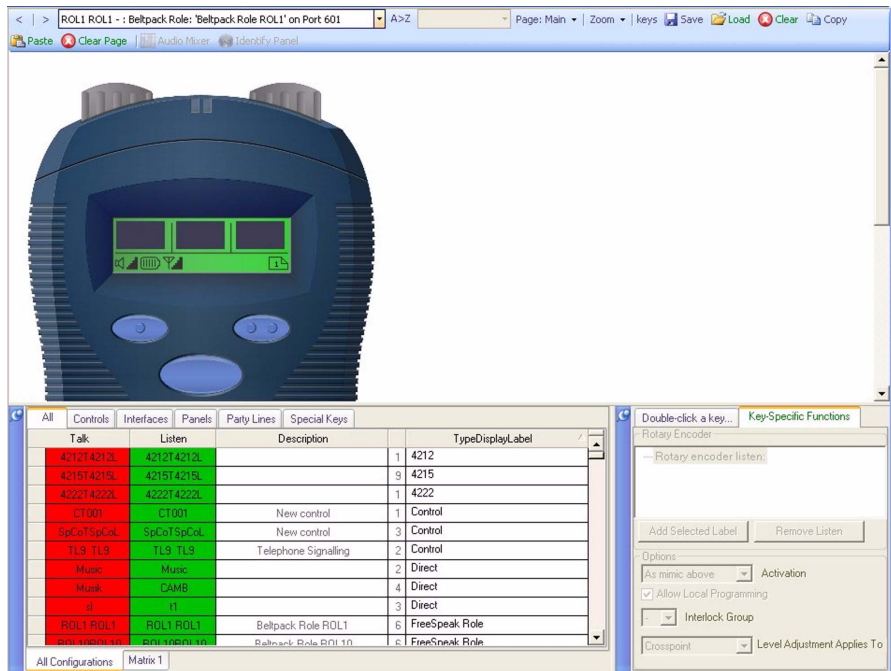 < | > ROL1 ROL1 - : Beltpack Role: 'Beltpack Role ROL1' on Port 601 A>Z Page: Main | Zoom | keys Save Load Clear Copy
Paste Clear Page | Audio Mixer Identify Panel
1
All Controls Interfaces Panels Party Lines Special Keys
Talk Listen Description TypeDisplayLabel
4212T4212L 4212T4212L 1 4212
4215T4215L 4215T4215L 9 4215
4222T4222L 4222T4222L 1 4222
CT001 CT001 New control 1 Control
SpCoTSpCoL SpCoTSpCoL New control 3 Control
TL9 TL9 TL9 TL9 Telephone Signalling 2 Control
Music Music 2 Direct
Musik CAMB 4 Direct
sl t1 3 Direct
ROL1 ROL1 ROL1 ROL1 Beltpack Role ROL1 6 FreeSpeak Role
ROL10ROL10 ROL10ROL10 Beltpack Role ROL10 6 FreeSpeak Role
All Configurations Matrix 1
Double-click a key... Key-Specific Functions
Rotary Encoder
Rotary encoder listen:
Add Selected Label Remove Listen
Options
As mimic above Activation
Allow Local Programming
- Interlock Group
Crosspoint Level Adjustment Applies To